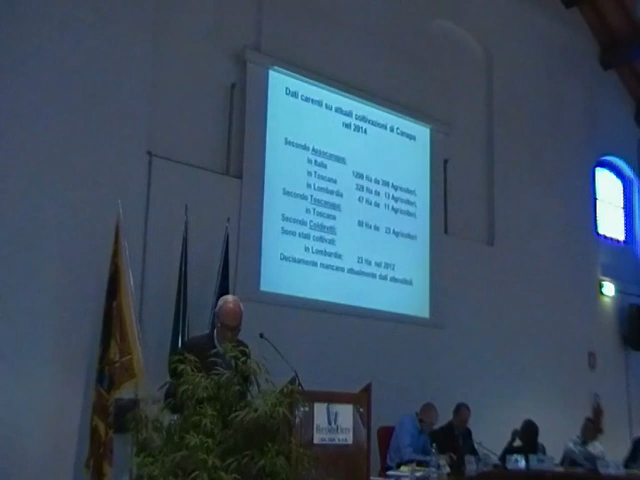 Dati carenti su attuali coltivazioni di Canapa
nel 2014
Secondo Assocanapa:
in Italia 1200 Ha da 300 Agricoltori,
in Toscana 329 Ha da 13 Agricoltori,
in Lombardia 47 Ha da 11 Agricoltori,
Secondo Toscanapa:
in Toscana 60 Ha da: 23 Agricoltori
Secondo Coldiretti:
Sono stati coltivati:
in Lombardia: 23 Ha nel 2012
Decisamente mancano attualmente dati attendibili